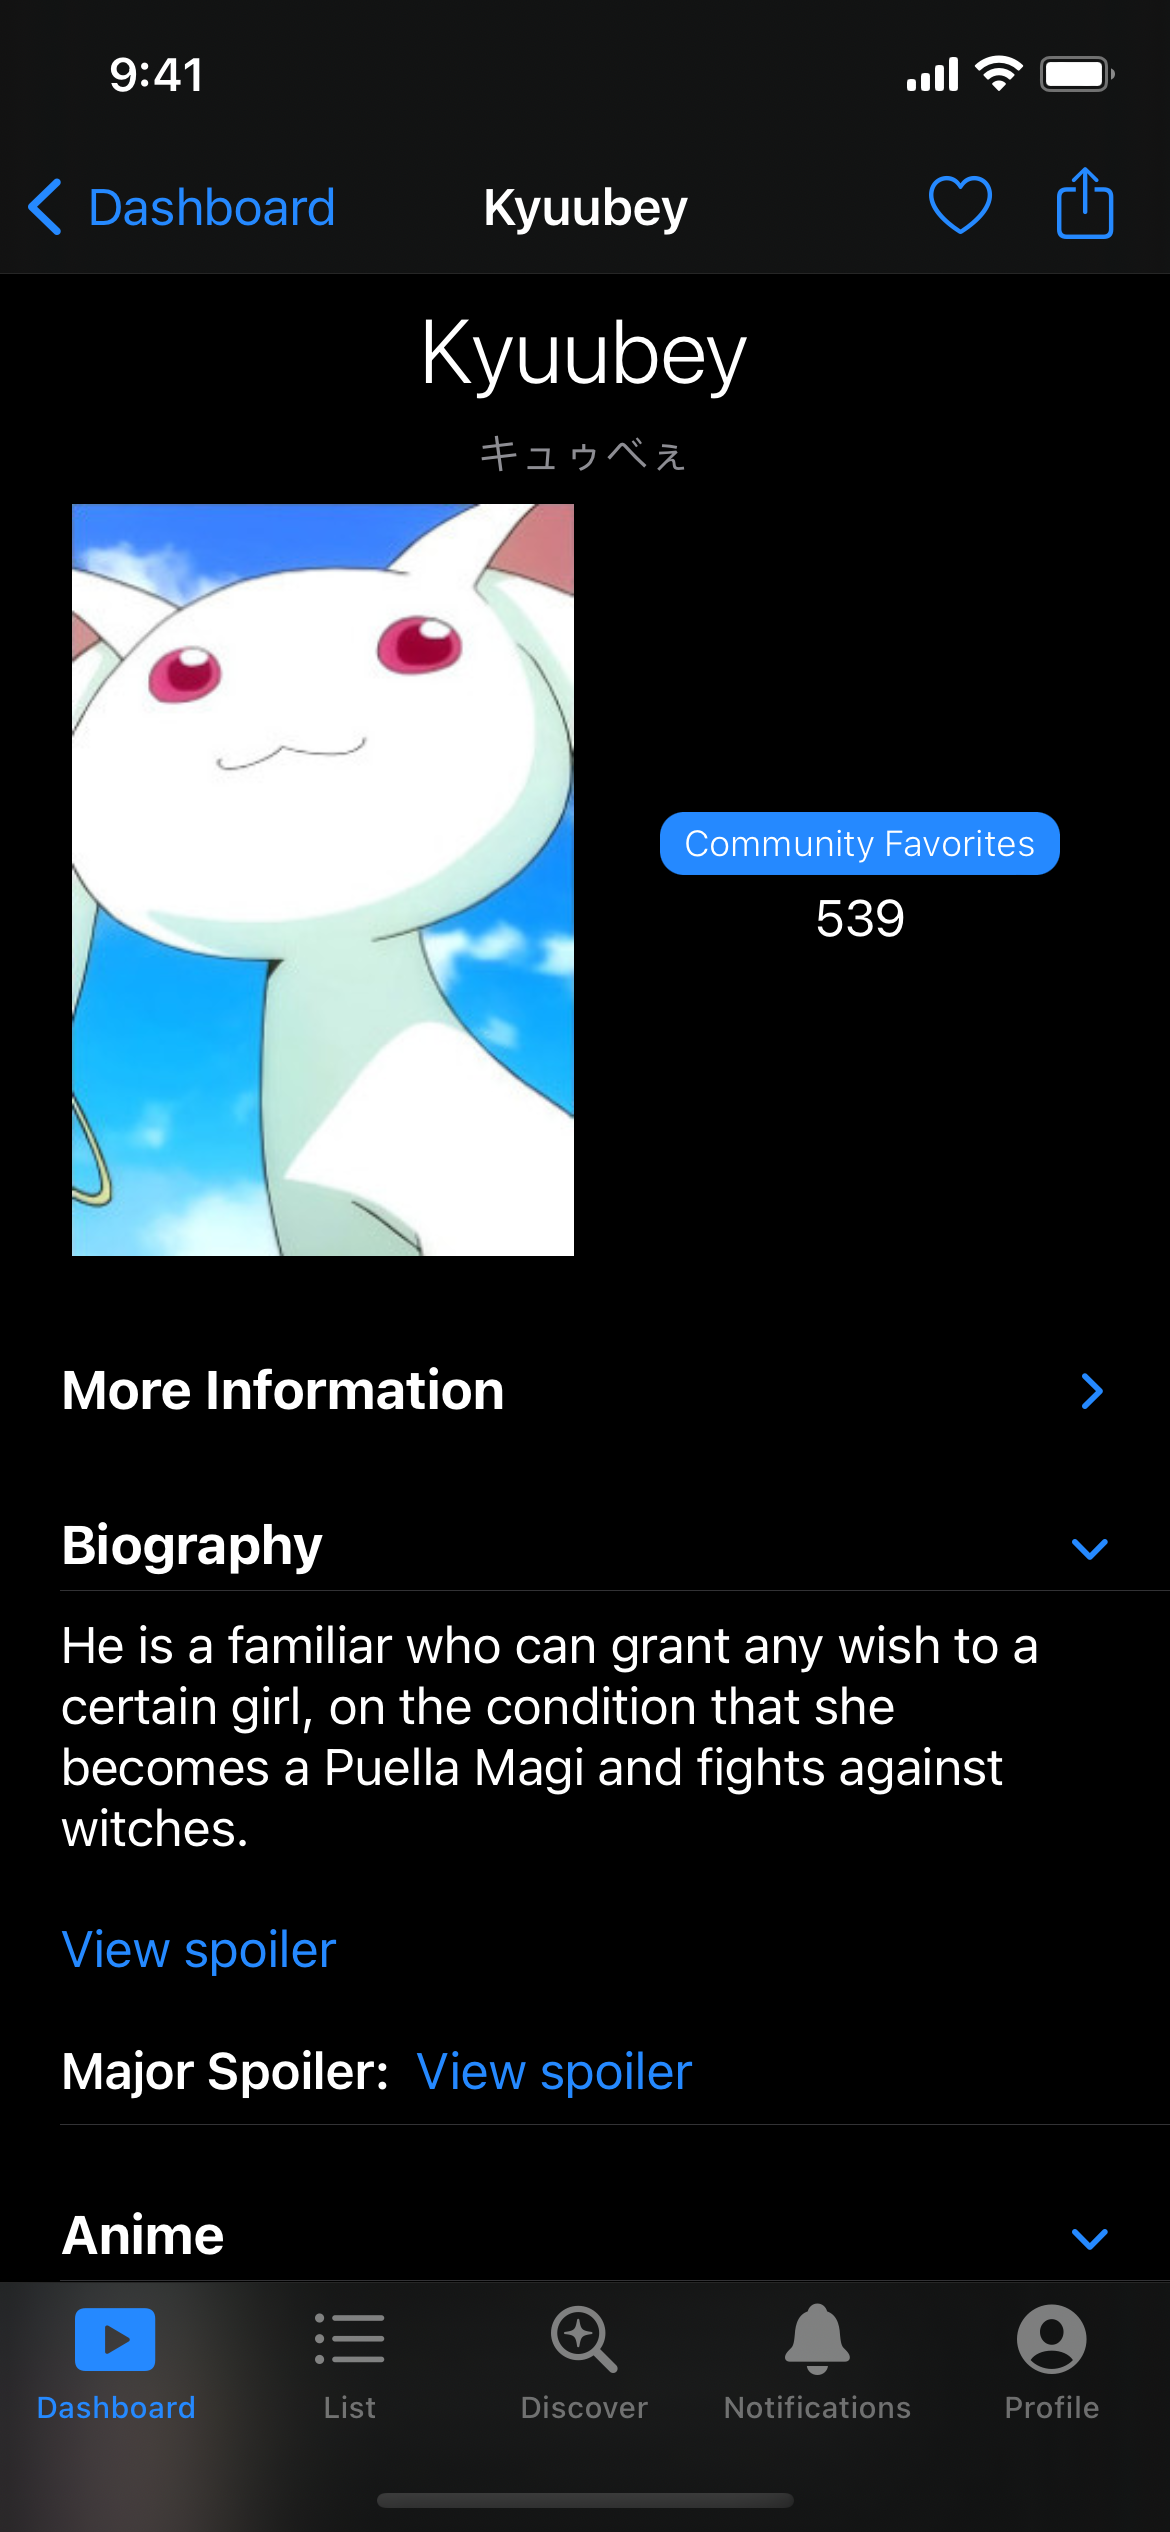 9:41
Dashboard
Kyuubey
Kyuubey
キュゥべぇ
Community Favorites
539
More Information
Biography
He is a familiar who can grant any wish to a
certain girl, on the condition that she
becomes a Puella Magi and fights against
witches.
View spoiler
Major Spoiler: View spoiler
Anime
Dashboard
List
Discover
Notifications
Profile